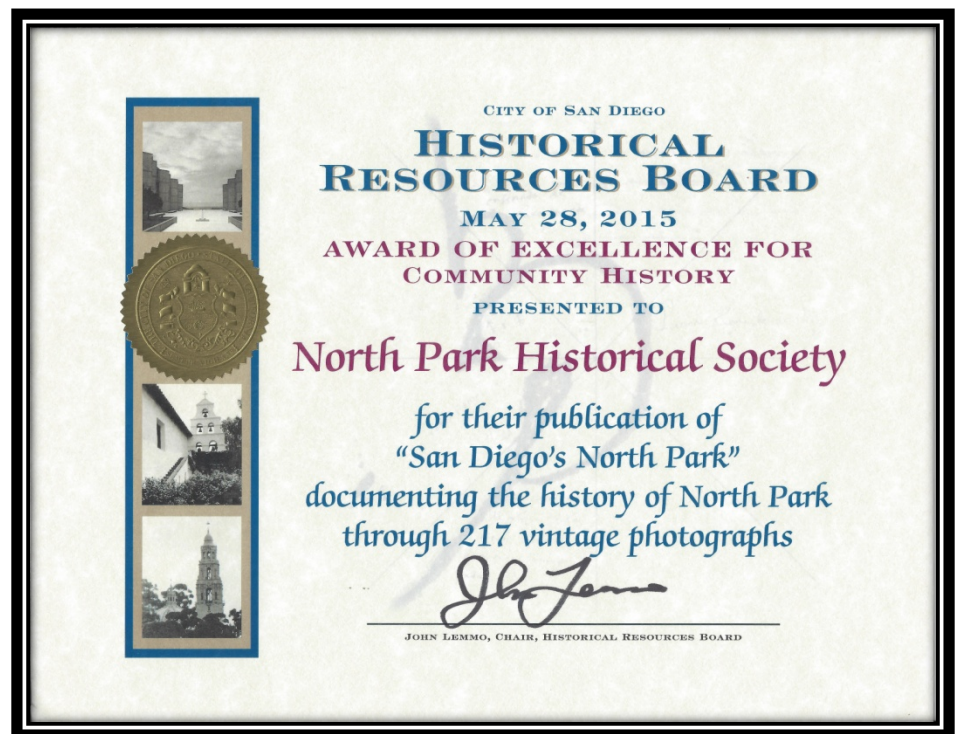 CITY OF SAN DIEGO
HISTORICAL
RESOURCES BOARD
MAY 28, 2015
AWARD OF EXCELLENCE FOR
COMMUNITY HISTORY
PRESENTED TO
North Park Historical Society
for their publication of
“San Diego's North Park”
documenting the history of North Park
through 217 vintage photographs
John Lemmo
JOHN LEMMO, CHAIR, HISTORICAL RESOURCES BOARD